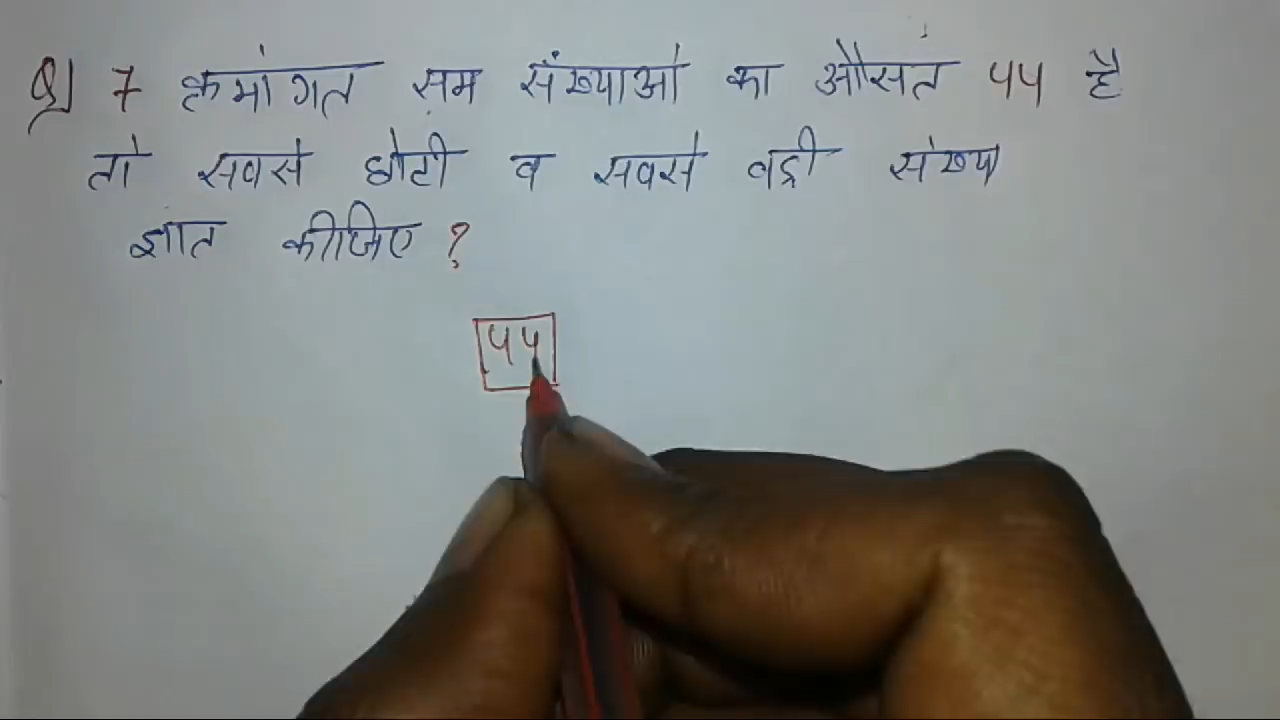 Q) 7 क्रमांगत सम संख्याओ का औसत 44 है
तो सबसे छोटी व सबसे बड़ी संख्य
ज्ञात कीजिए ?
44